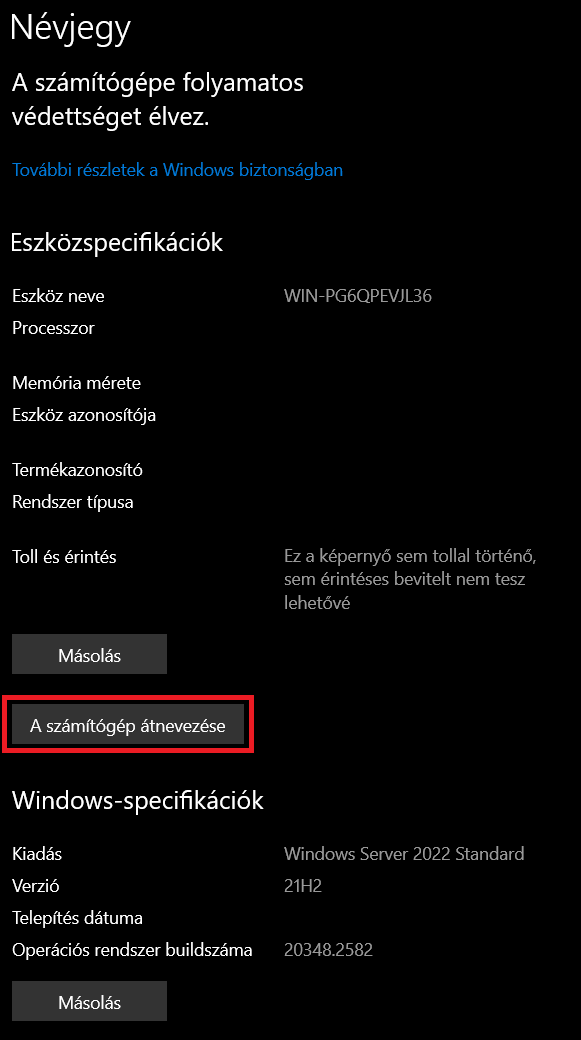 Névjegy
A számítógépe folyamatos
védettséget élvez.
További részletek a Windows biztonságban
Eszközspecifikációk
Eszköz neve WIN-PG6QPEVJL36
Processzor
Memória mérete
Eszköz azonosítója
Termékazonosító
Rendszer típusa
Toll és érintés Ez a képernyő sem tollal történő,
sem érintéses bevitelt nem tesz
lehetővé
Másolás
A számítógép átnevezése
Windows-specifikációk
Kiadás Windows Server 2022 Standard
Verzió 21H2
Telepítés dátuma
Operációs rendszer buildszáma 20348.2582
Másolás